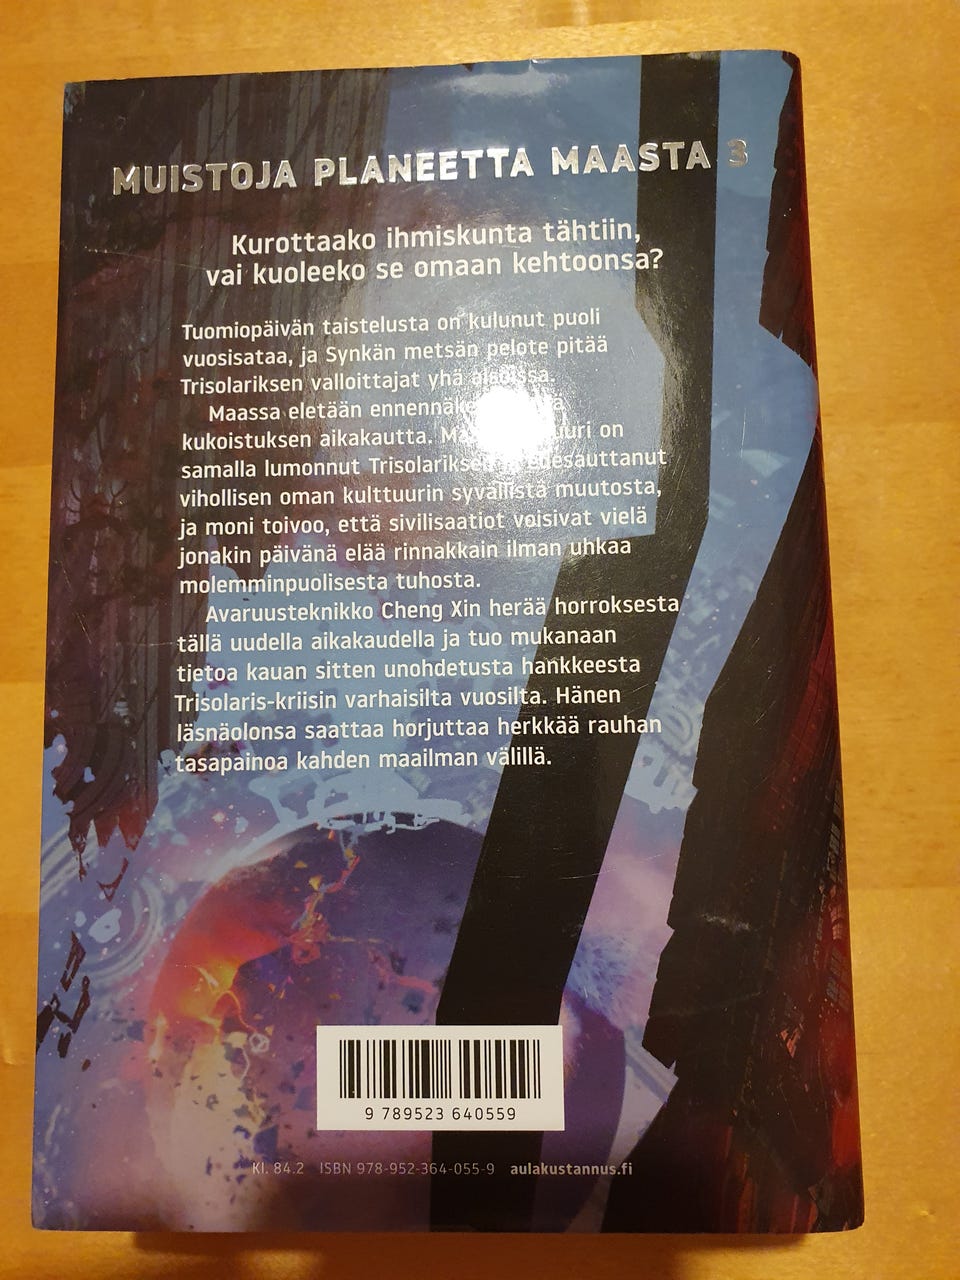 MUISTOJA PLANEETTA MAASTA 3
Kurottaako ihmiskunta tähtiin,
vai kuoleeko se omaan kehtoonsa?
Tuomiopäivän taistelusta on kulunut puoli
vuosisataa, ja Synkän metsän pelote pitää
Trisolariksen valloittajat yhä aisoissa.
Maassa eletään
kukoistuksen aikakautta. on
samalla lumonnut Trisolariksen ja edesauttanut
vihollisen oman kulttuurin syvällistä muutosta,
ja moni toivoo, että sivilisaatiot voisivat vielä
jonakin päivänä elää rinnakkain ilman uhkaa
molemminpuolisesta tuhosta.
Avaruusteknikko Cheng Xin herää horroksesta
tällä uudella aikakaudella ja tuo mukanaan
tietoa kauan sitten unohdetusta hankkeesta
Trisolaris-kriisin varhaisilta vuosilta. Hänen
läsnäolonsa saattaa horjuttaa herkkää rauhan
tasapainoa kahden maailman välillä.
9 789523 640559
Kl. 84.2 ISBN 978-952-364-055-9 aulakustannus.fi